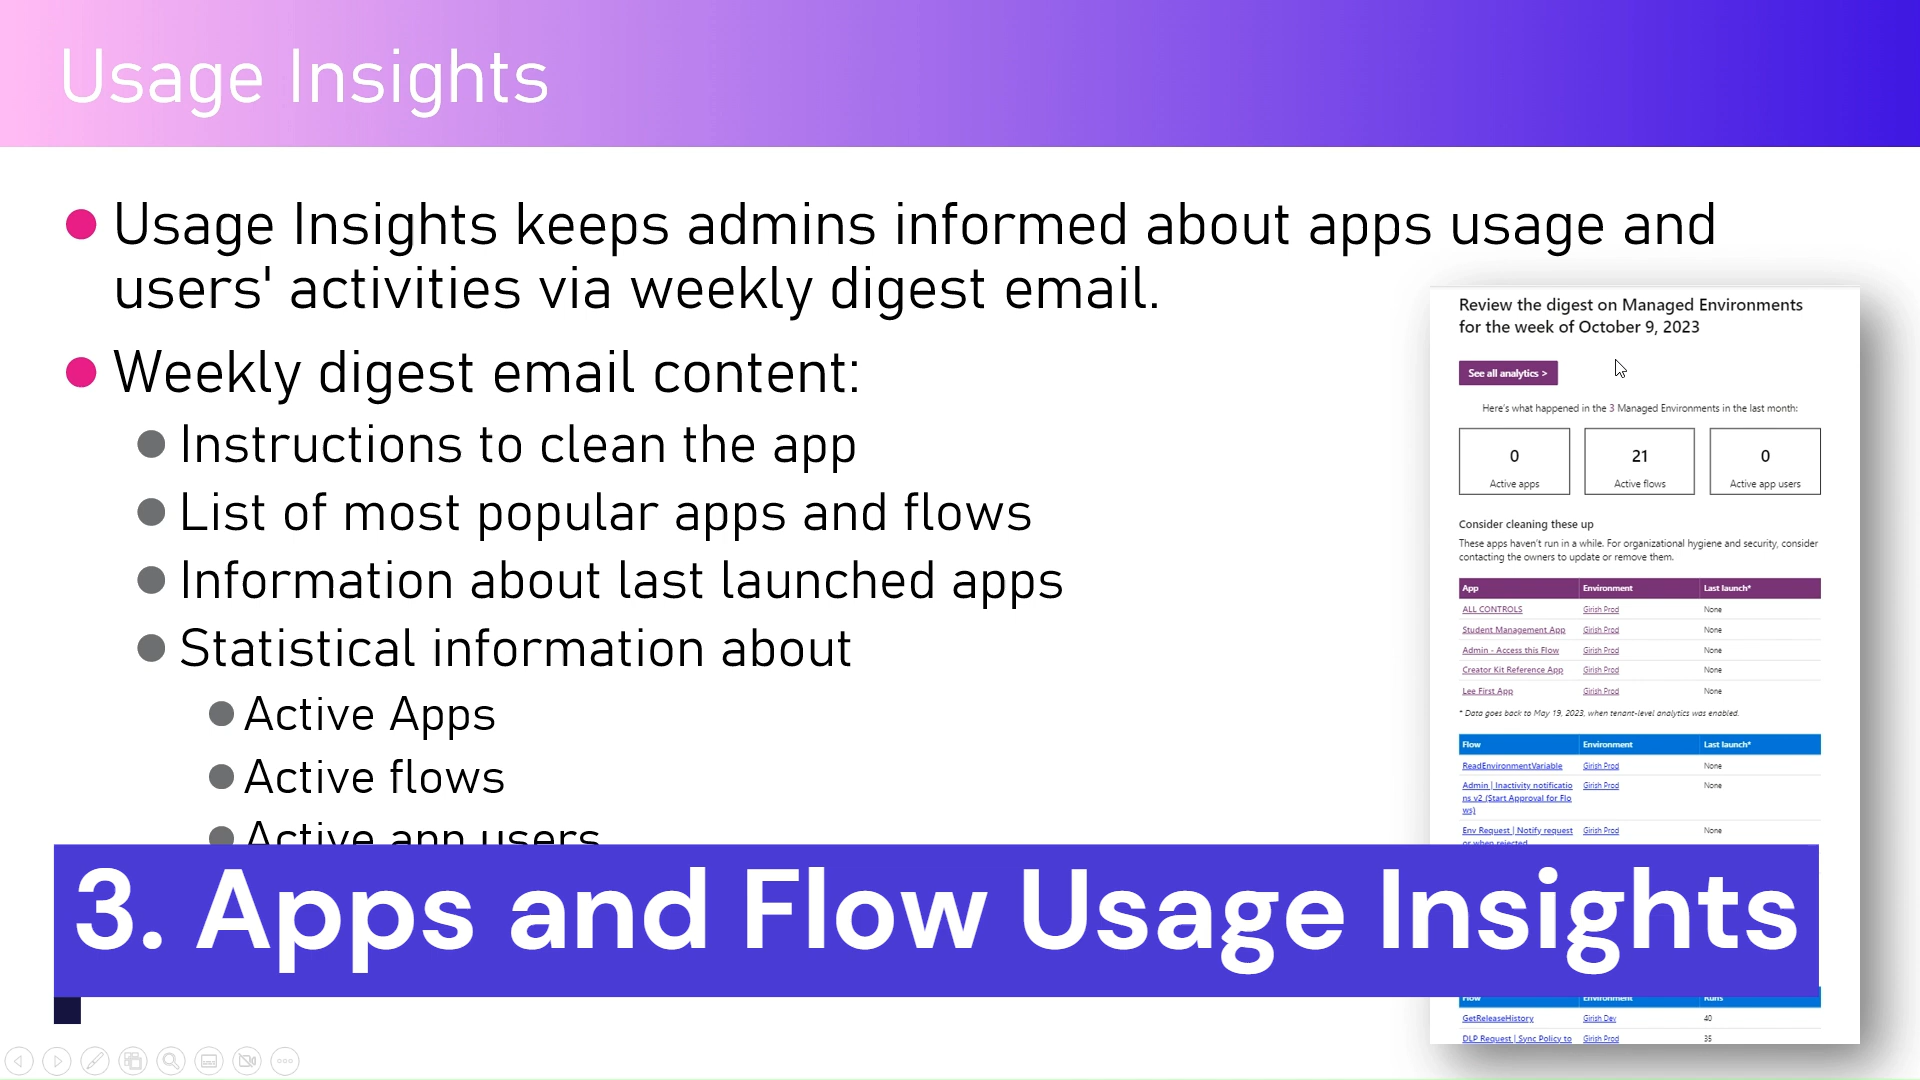 Usage Insights
Usage Insights keeps admins informed about apps usage and
users' activities via weekly digest email.
Weekly digest email content:
Instructions to clean the app
List of most popular apps and flows
Information about last launched apps
Statistical information about
Active Apps
Active flows
Active app users
Review the digest on Managed Environments
for the week of October 9, 2023
See all analytics >
Here's what happened in the 3 Managed Environments in the last month:
0 21 0
Active apps Active flows Active app users
Consider cleaning these up
These apps haven't run in a while. For organizational hygiene and security, consider
contacting the owners to update or remove them.
App Environment Last launch*
ALL CONTROLS Girish Prod None
Student Management App Girish Prod None
Admin - Access this Flow Girish Prod None
Creator Kit Reference App Girish Prod None
Lee First App Girish Prod None
* Data goes back to May 19, 2023, when tenant-level analytics was enabled.
Flow Environment Last launch*
ReadEnvironmentVariable Girish Prod None
Admin | Inactivity notificatio Girish Prod None
ns v2 (Start Approval for Flo
ws)
Env Request | Notify request Girish Prod None
or when rejected
3. Apps and Flow Usage Insights
Flow Environment Runs
GetReleaseHistory Girish Dev 40
DLP Request | Sync Policy to Girish Prod 35